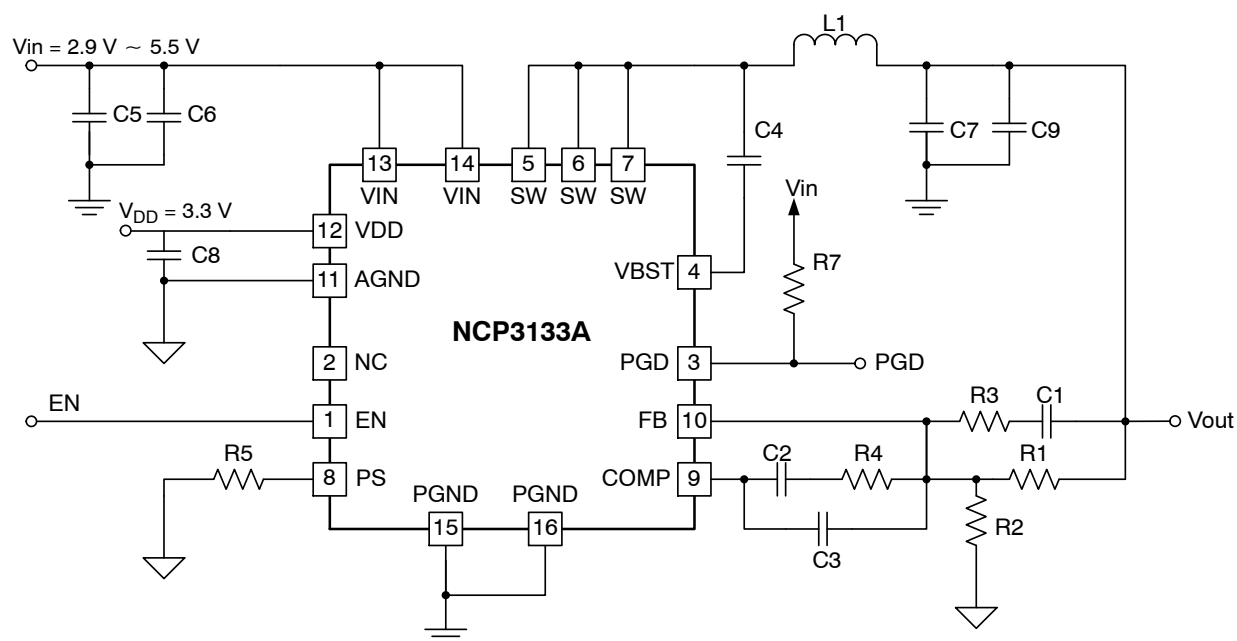 L1
Vin = 2.9 V ~ 5.5 V
C5
C6
C4
C7
C9
13
14
5
6
7
VIN
VIN
SW
SW
SW
Vin
VDD = 3.3 V
12
VDD
C8
R7
11
AGND
VBST
4
NCP3133A
2
NC
PGD
3
PGD
EN
R3
C1
1
EN
FB
10
Vout
R5
C2
R4
R1
8
PS
COMP
9
PGND
PGND
15
16
R2
C3